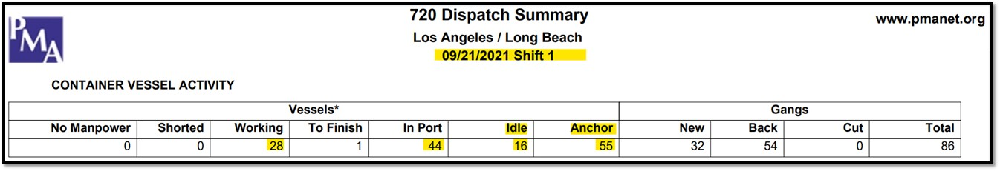 PMA
720 Dispatch Summary
www.pmanet.org
Los Angeles / Long Beach
09/21/2021 Shift 1
CONTAINER VESSEL ACTIVITY
Vessels* Gangs
No Manpower Shorted Working To Finish In Port Idle Anchor New Back Cut Total
0 0 28 1 44 16 55 32 54 0 86